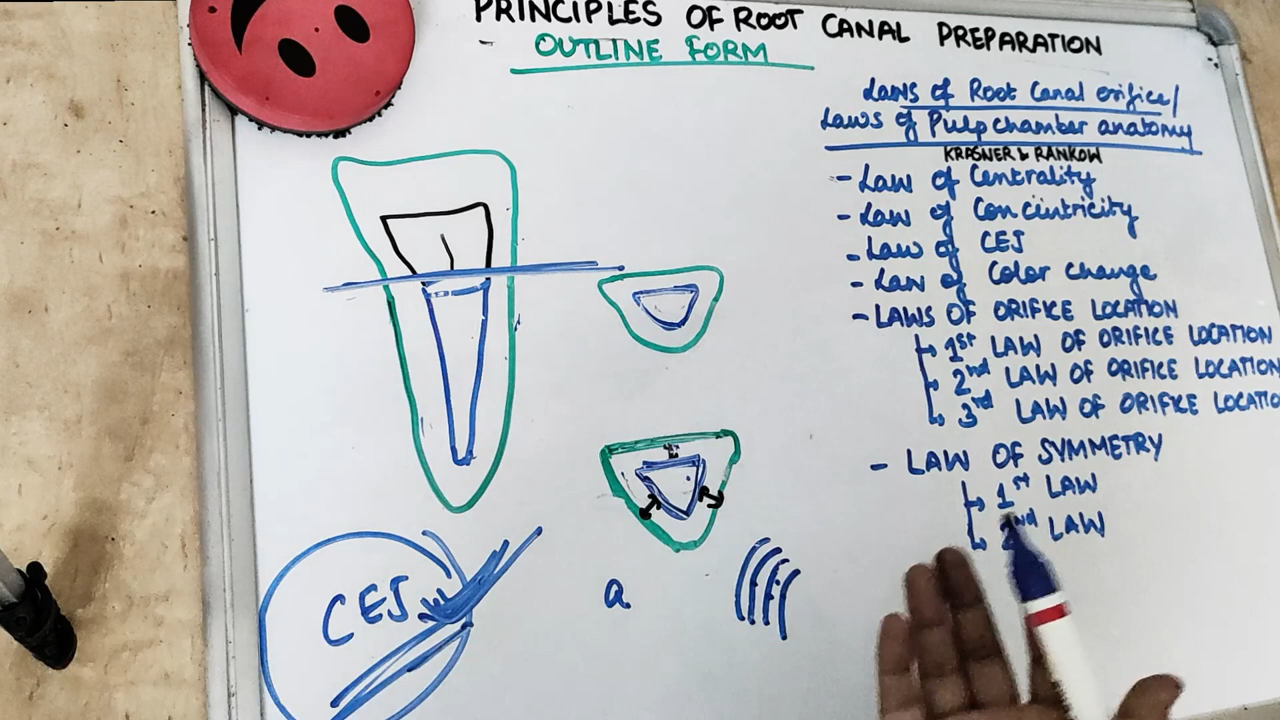 PRINCIPLES OF ROOT CANAL PREPARATION
OUTLINE FORM
Laws of Root Canal orifice/
Laws of Pulp chamber anatomy
KRASNER & RANKOW
- Law of Centrality
- Law of Concintricity
- Law of CEJ
- Law of Color Change
- LAWS OF ORIFICE LOCATION
1ST LAW OF ORIFICE LOCATION
2nd LAW OF ORIFICE LOCATION
3rd LAW OF ORIFICE LOCATIO
- LAW OF SYMMETRY
1st LAW
2nd LAW
CEJ
a